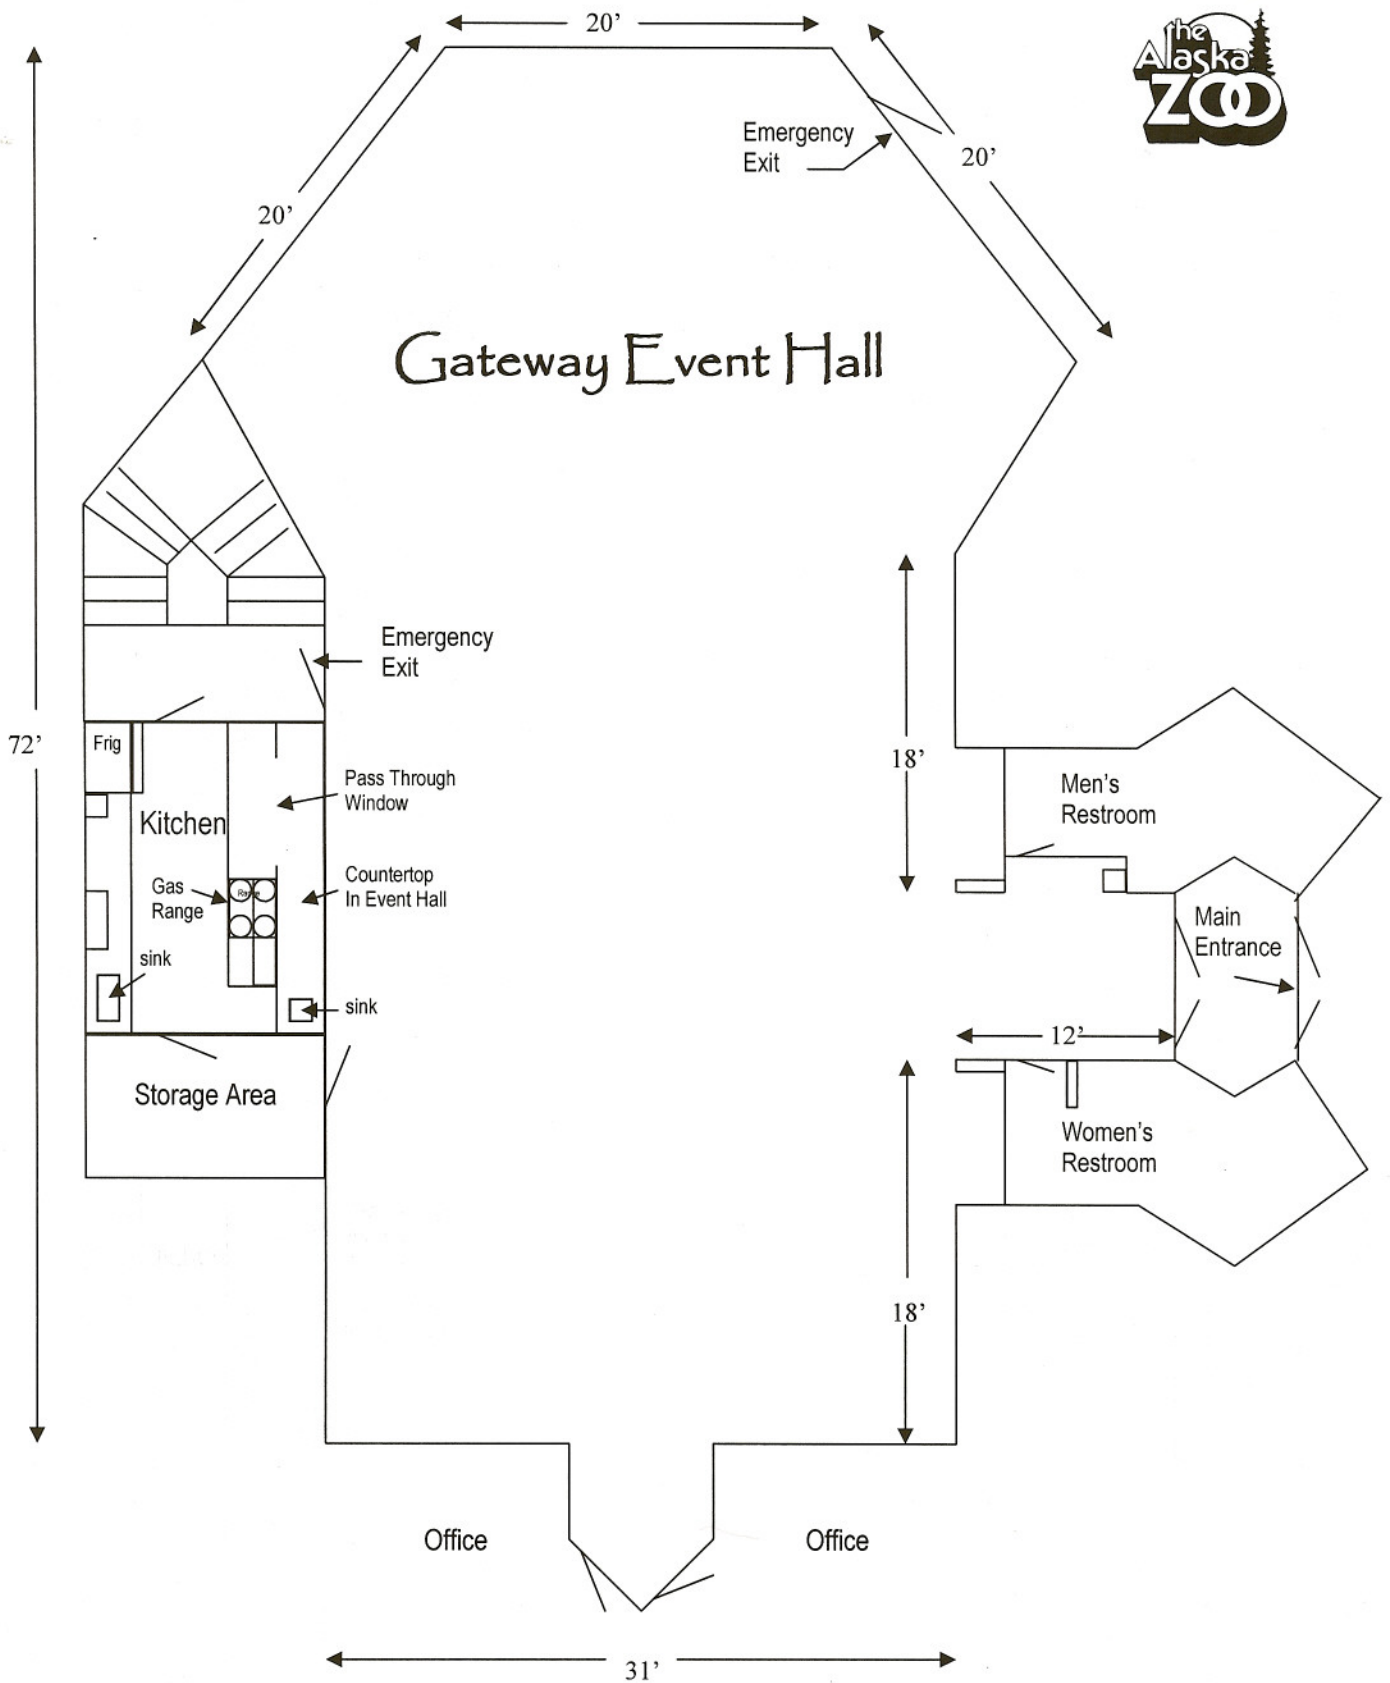 20’
the
Alaska
ZOO
Emergency
Exit
20’
20’
Gateway Event Hall
Emergency
Exit
72’
Frig
18’
Pass Through
Window
Men’s
Restroom
Kitchen
Gas
Range
Range
Countertop
In Event Hall
Main
Entrance
sink
sink
12’
Storage Area
Women’s
Restroom
18’
Office
Office
31’